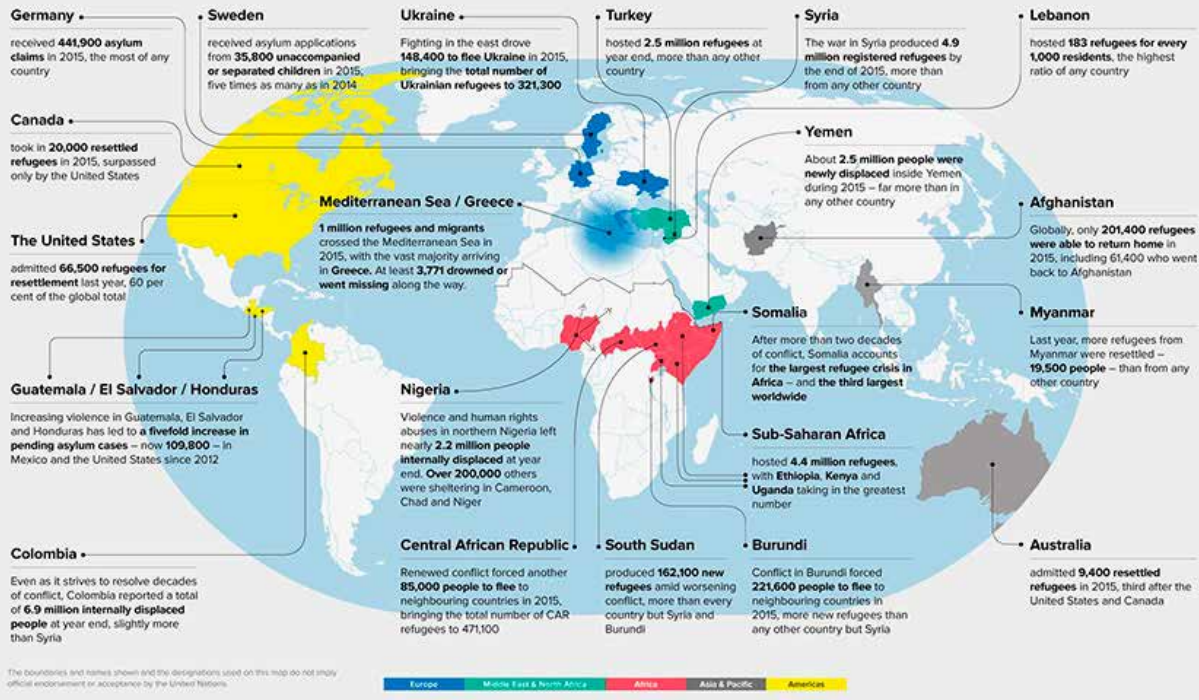 Germany
received 441,900 asylum
claims in 2015, the most of any
country
Sweden
received asylum applications
from 35,800 unaccompanied
or separated children in 2015,
five times as many as in 2014
Ukraine
Fighting in the east drove
148,400 to flee Ukraine in 2015,
bringing the total number of
Ukrainian refugees to 321,300
Turkey
hosted 2.5 million refugees at
year end, more than any other
country
Syria
The war in Syria produced 4.9
million registered refugees by
the end of 2015, more than
from any other country
Lebanon
hosted 183 refugees for every
1,000 residents, the highest
ratio of any country
Canada
took in 20,000 resettled
refugees in 2015, surpassed
only by the United States
Yemen
About 2.5 million people were
newly displaced inside Yemen
during 2015 – far more than in
any other country
Mediterranean Sea / Greece
1 million refugees and migrants
crossed the Mediterranean Sea in
2015, with the vast majority arriving
in Greece. At least 3,771 drowned or
went missing along the way.
Afghanistan
Globally, only 201,400 refugees
were able to return home in
2015, including 61,400 who went
back to Afghanistan
The United States
admitted 66,500 refugees for
resettlement last year, 60 per
cent of the global total
Somalia
After more than two decades
of conflict, Somalia accounts
for the largest refugee crisis in
Africa – and the third largest
worldwide
Myanmar
Last year, more refugees from
Myanmar were resettled –
19,500 people – than from any
other country
Guatemala / El Salvador / Honduras
Increasing violence in Guatemala, El Salvador
and Honduras has led to a fivefold increase in
pending asylum cases – now 109,800 – in
Mexico and the United States since 2012
Nigeria
Violence and human rights
abuses in northern Nigeria left
nearly 2.2 million people
internally displaced at year
end. Over 200,000 others
were sheltering in Cameroon,
Chad and Niger
Sub-Saharan Africa
hosted 4.4 million refugees,
with Ethiopia, Kenya and
Uganda taking in the greatest
number
Colombia
Even as it strives to resolve decades
of conflict, Colombia reported a total
of 6.9 million internally displaced
people at year end, slightly more
than Syria
Central African Republic
Renewed conflict forced another
85,000 people to flee to
neighbouring countries in 2015,
bringing the total number of CAR
refugees to 471,100
South Sudan
produced 162,100 new
refugees amid worsening
conflict, more than every
country but Syria and
Burundi
Burundi
Conflict in Burundi forced
221,600 people to flee to
neighbouring countries in
2015, more new refugees than
any other country but Syria
Australia
admitted 9,400 resettled
refugees in 2015, third after the
United States and Canada
The boundaries and names shown and the designations used on this map do not imply
official endorsement or acceptance by the United Nations.
Europe
Middle East & North Africa
Africa
Asia & Pacific
Americas